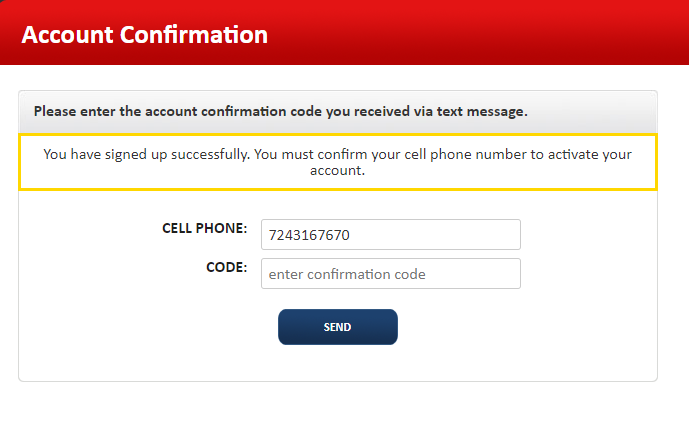 Account Confirmation
Please enter the account confirmation code you received via text message.
You have signed up successfully. You must confirm your cell phone number to activate your
account.
CELL PHONE: 7243167670
CODE: enter confirmation code
SEND